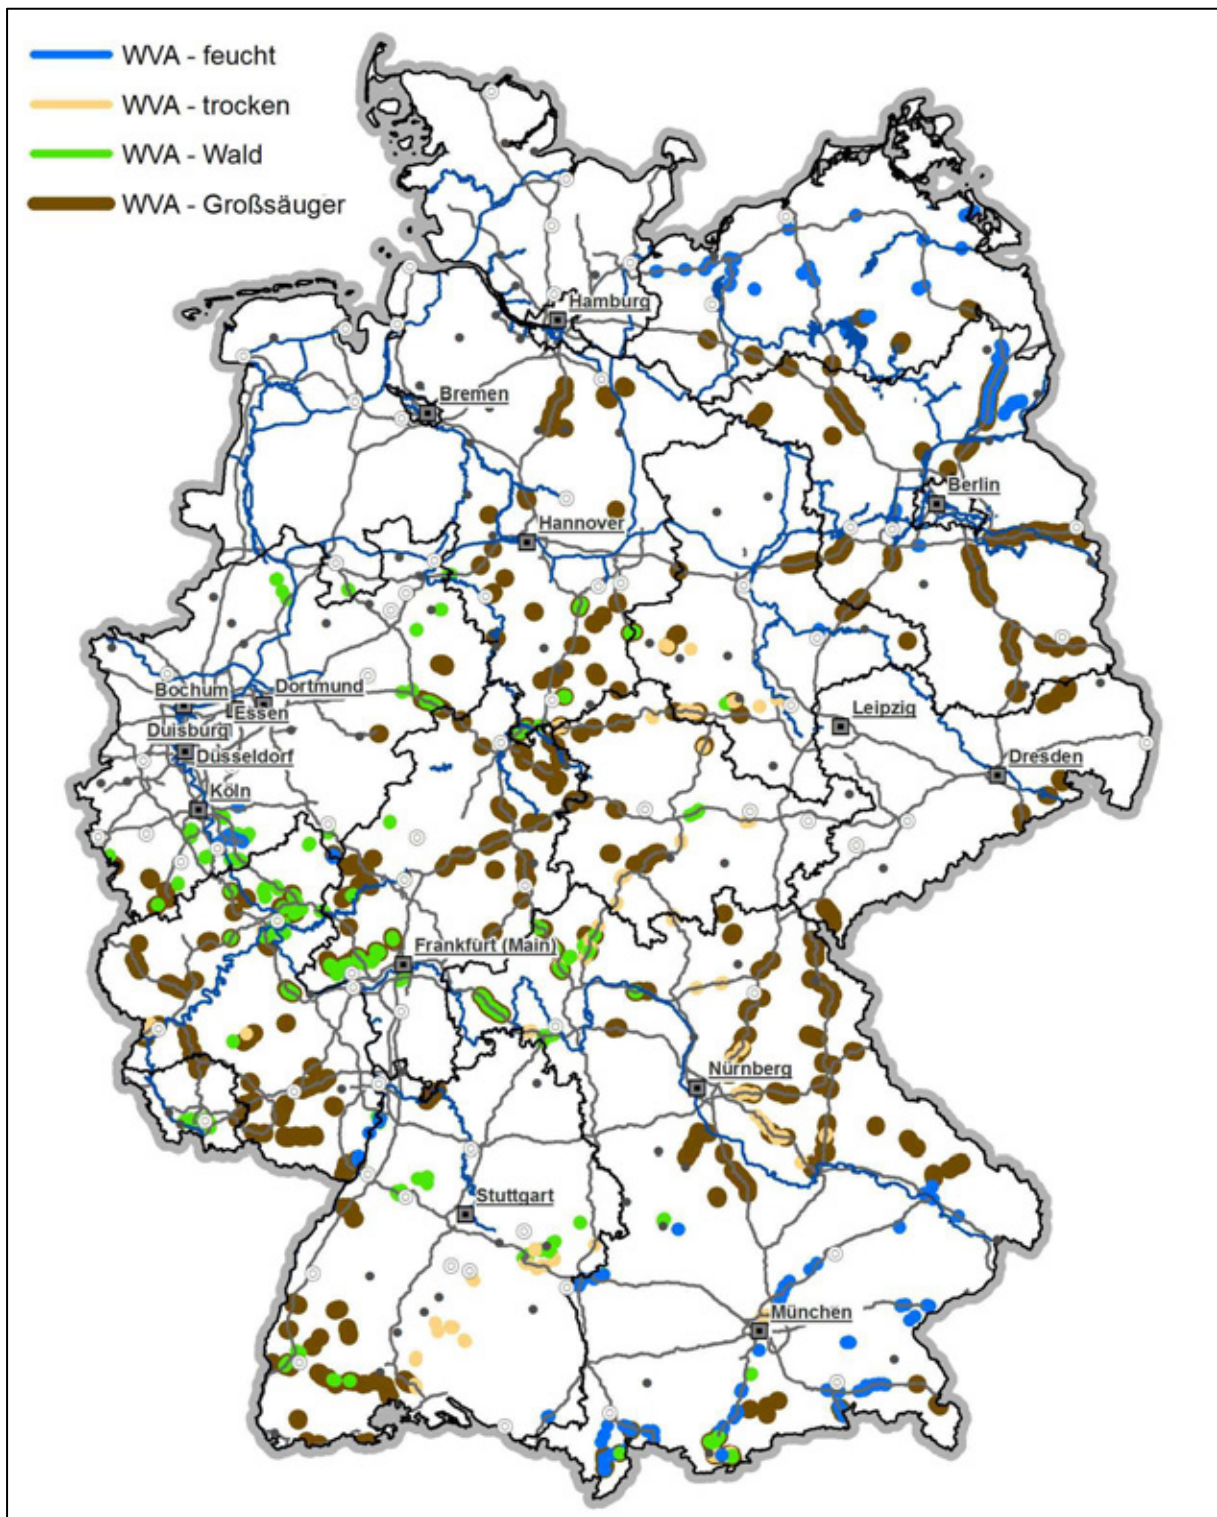 WVA - feucht
WVA - trocken
WVA - Wald
WVA - Großsäuger
Hamburg
Bremen
Berlin
Hannover
Bochum
Dortmund
Essen
Duisburg
Düsseldorf
Leipzig
Dresden
Köln
Frankfurt (Main)
Nürnberg
Stuttgart
München